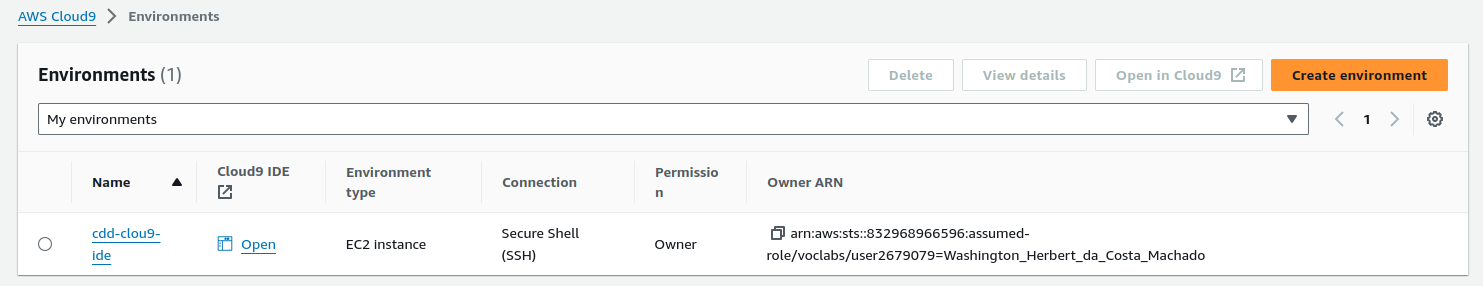 AWS Cloud9 > Environments
Environments (1)
Delete
View details
Open in Cloud9
Create environment
My environments
1
Name
Cloud9 IDE
Environment
type
Connection
Permissio
n
Owner ARN
cdd-clou9-
ide
Open
EC2 instance
Secure Shell
(SSH)
Owner
arn:aws:sts::832968966596:assumed-
role/voclabs/user2679079=Washington_Herbert_da_Costa_Machado